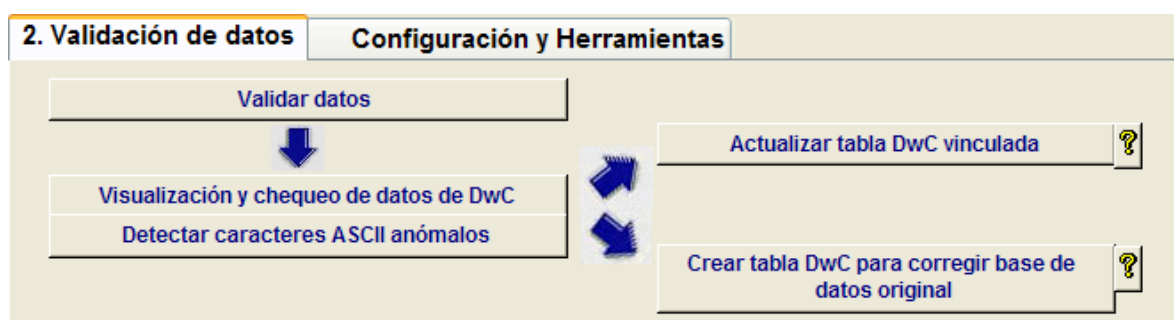 2. Validación de datos
Configuración y Herramientas
Validar datos
Visualización y chequeo de datos de DwC
Detectar caracteres ASCII anómalos
Actualizar tabla DwC vinculada
?
Crear tabla DwC para corregir base de
datos original
?